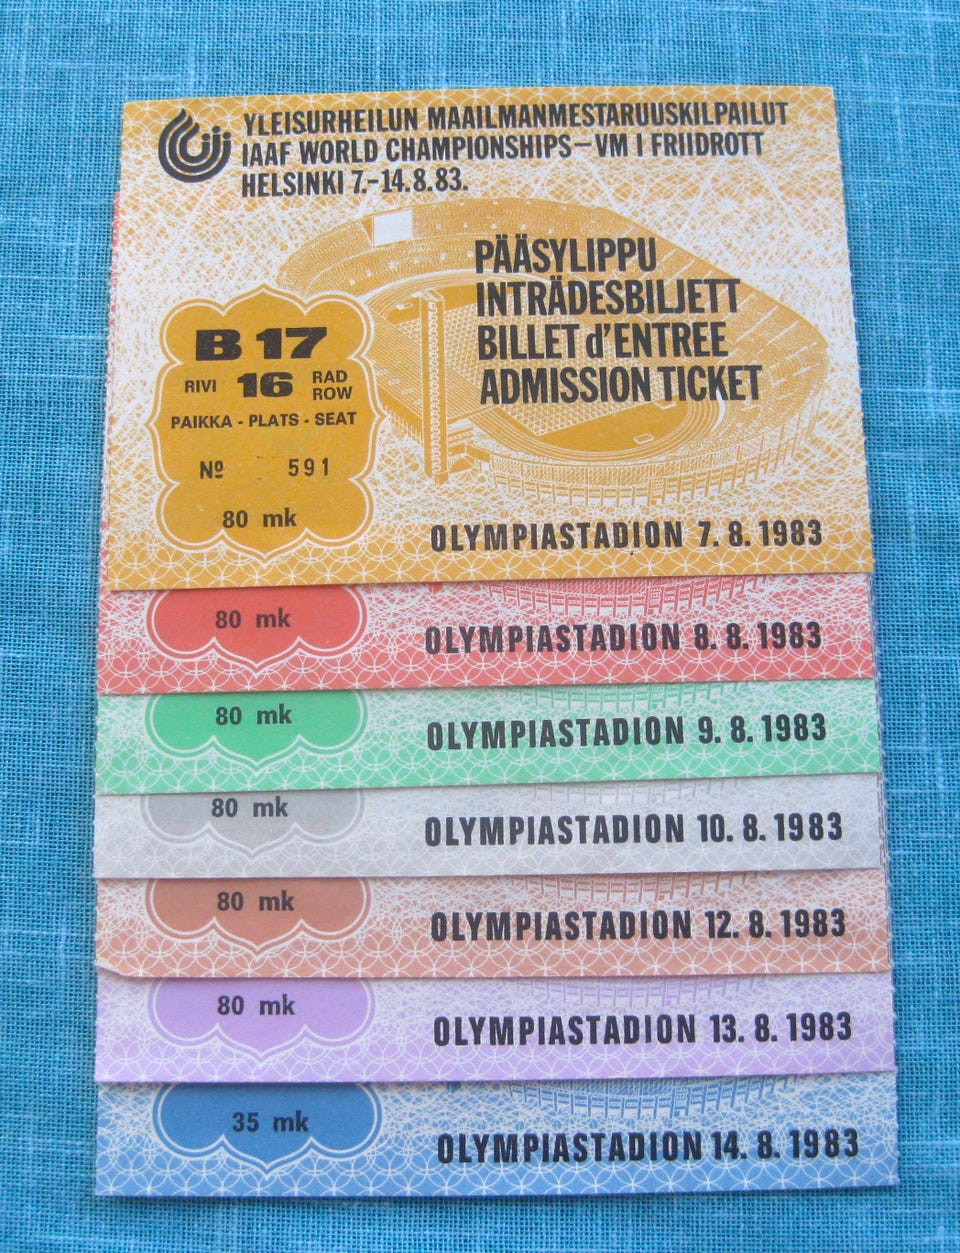 YLEISURHEILUN MAAILMANMESTARUUSKILPAILUT
IAAF WORLD CHAMPIONSHIPS–VM I FRIIDROTT
HELSINKI 7.–14.8.83.
PÄÄSYLIPPU
INTRÄDESBILJETT
BILLET d'ENTREE
ADMISSION TICKET
B 17
RIVI 16 RAD ROW
PAIKKA - PLATS - SEAT
Nº 591
80 mk
OLYMPIASTADION 7. 8. 1983
80 mk
OLYMPIASTADION 8. 8. 1983
80 mk
OLYMPIASTADION 9. 8. 1983
80 mk
OLYMPIASTADION 10. 8. 1983
80 mk
OLYMPIASTADION 12. 8. 1983
80 mk
OLYMPIASTADION 13. 8. 1983
35 mk
OLYMPIASTADION 14. 8. 1983